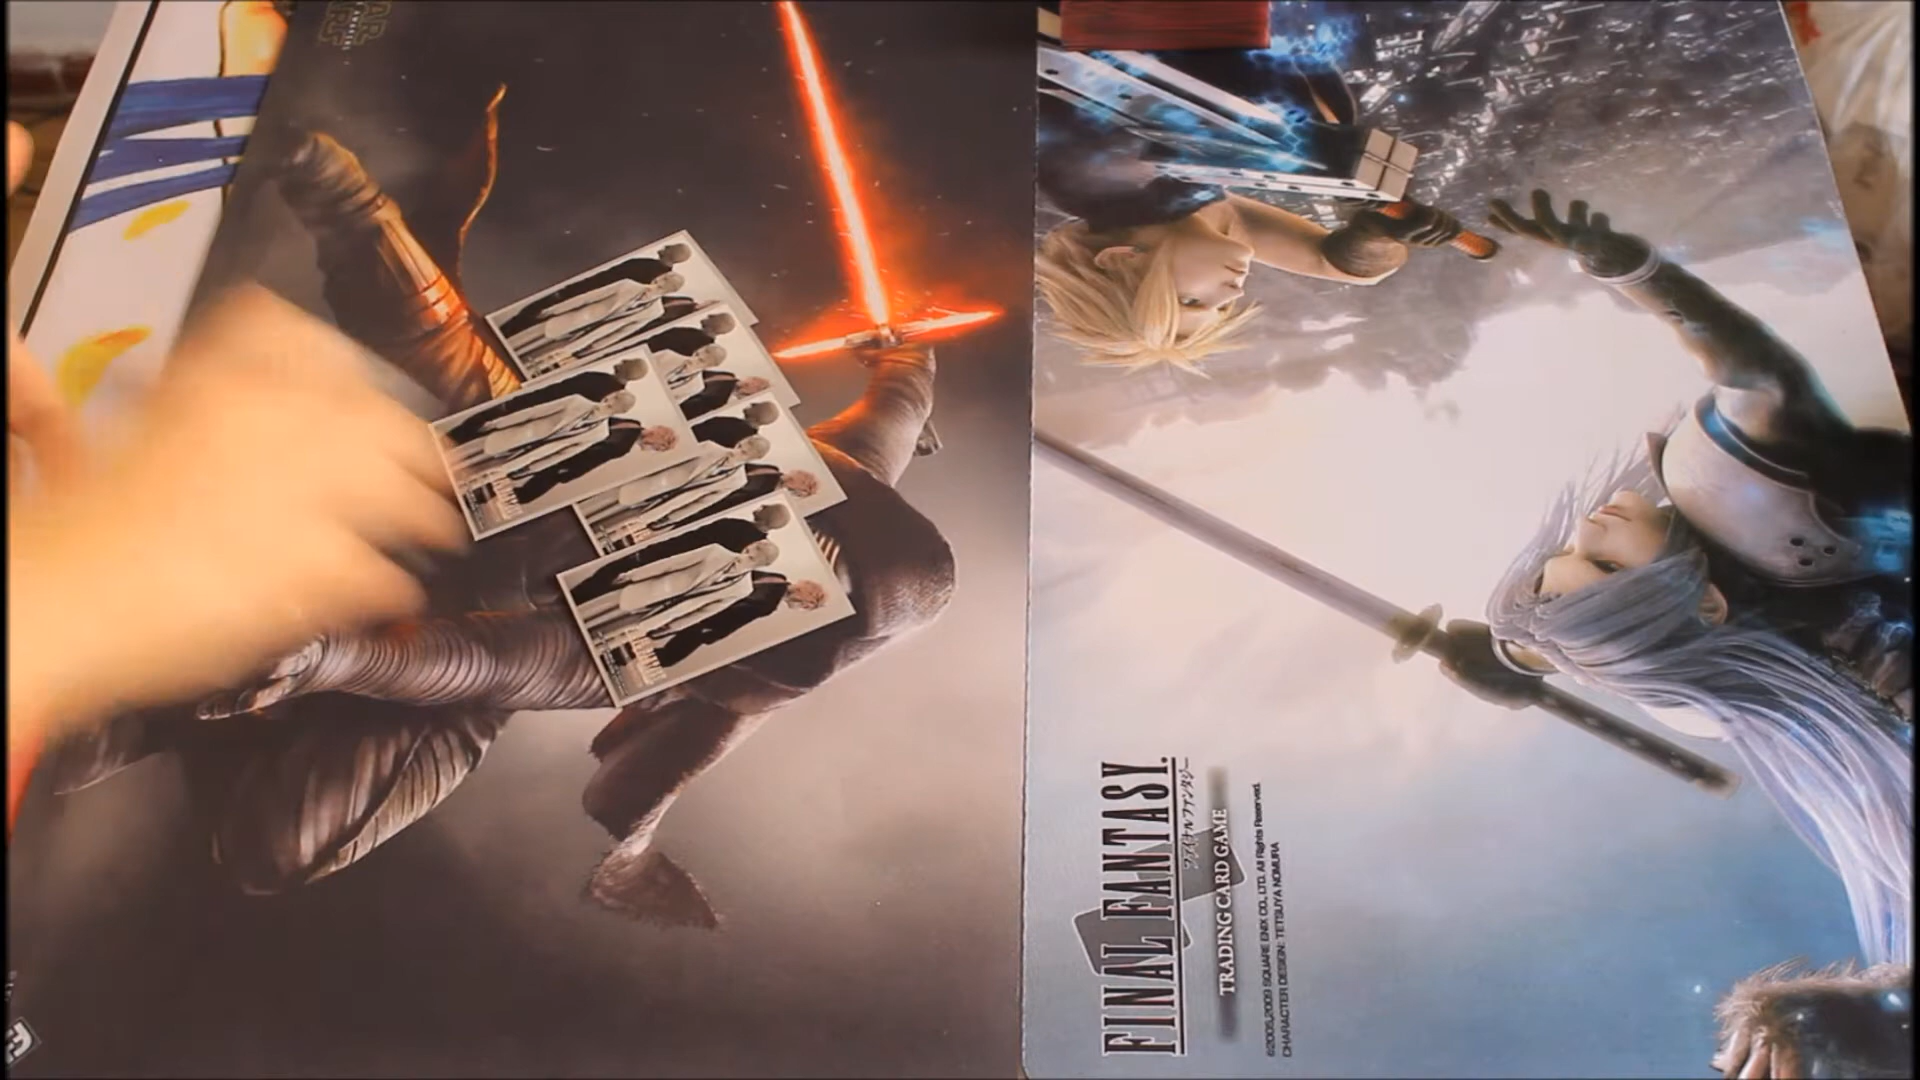 FINAL FANTASY.
ファイナルファンタジー
TRADING CARD GAME
©2005,2009 SQUARE ENIX CO., LTD. All Rights Reserved.
CHARACTER DESIGN: TETSUYA NOMURA